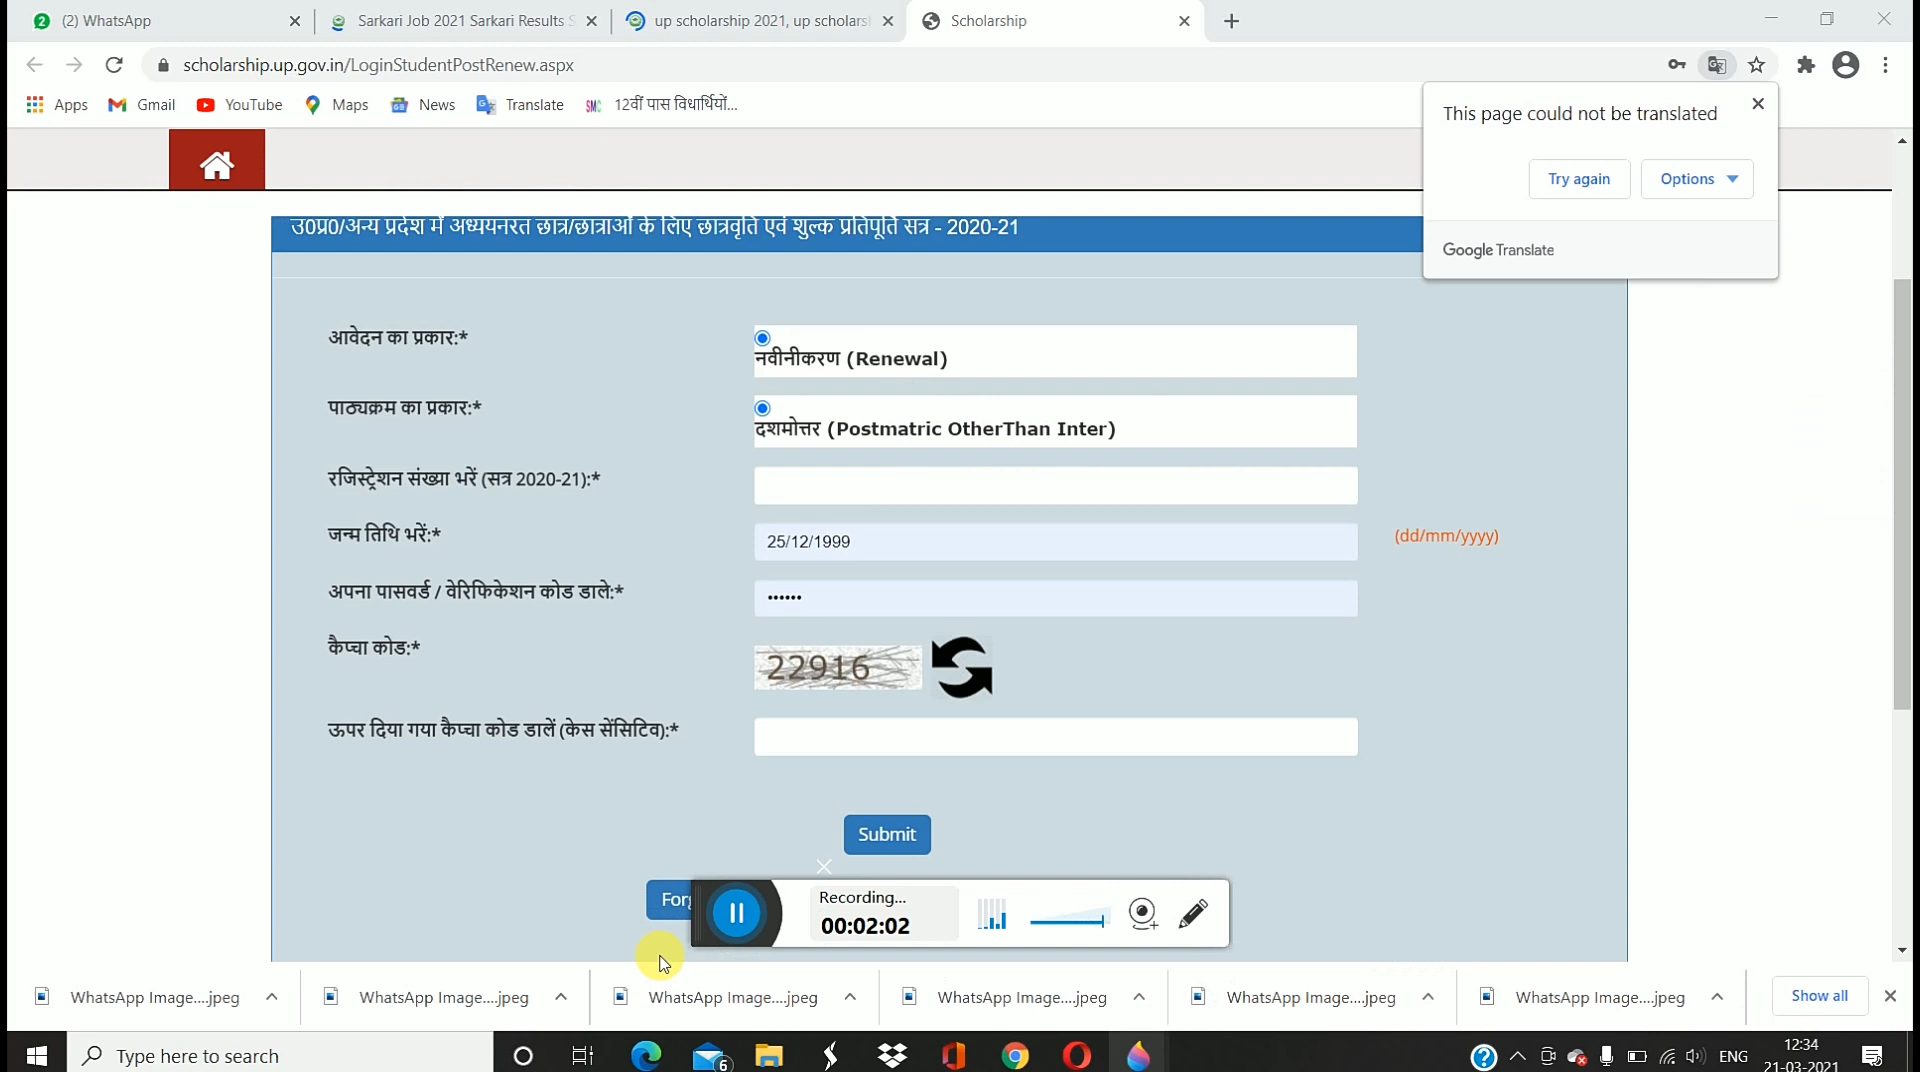 (2) WhatsApp
Sarkari Job 2021 Sarkari Results S
up scholarship 2021, up scholars
Scholarship
scholarship.up.gov.in/LoginStudentPostRenew.aspx
Apps
Gmail
YouTube
Maps
News
Translate
SMC
12वीं पास विधार्थियों...
This page could not be translated
Try again
Options
Google Translate
उ0प्र0/अन्य प्रदेश में अध्ययनरत छात्र/छात्राओं के लिए छात्रवृति एवं शुल्क प्रतिपूर्ति सत्र - 2020-21
आवेदन का प्रकार:*
नवीनीकरण (Renewal)
पाठ्यक्रम का प्रकार:*
दशमोत्तर (Postmatric OtherThan Inter)
रजिस्ट्रेशन संख्या भरें (सत्र 2020-21):*
जन्म तिथि भरें:*
25/12/1999
(dd/mm/yyyy)
अपना पासवर्ड / वेरिफिकेशन कोड डाले:*
••••••
कैप्चा कोड:*
22916
ऊपर दिया गया कैप्चा कोड डालें (केस सेंसिटिव):*
Submit
Forg
Recording...
00:02:02
WhatsApp Image....jpeg
WhatsApp Image....jpeg
WhatsApp Image....jpeg
WhatsApp Image....jpeg
WhatsApp Image....jpeg
WhatsApp Image....jpeg
Show all
Type here to search
6
ENG
12:34
21-03-2021